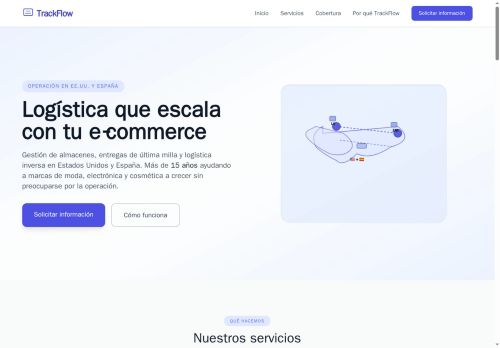 TrackFlow
Inicio
Servicios
Cobertura
Por qué TrackFlow
Solicitar información
OPERACIÓN EN EE.UU. Y ESPAÑA
Logística que escala
con tu e-commerce
Gestión de almacenes, entregas de última milla y logística
inversa en Estados Unidos y España. Más de 15 años ayudando
a marcas de moda, electrónica y cosmética a crecer sin
preocuparse por la operación.
Solicitar información
Cómo funciona
QUÉ HACEMOS
Nuestros servicios